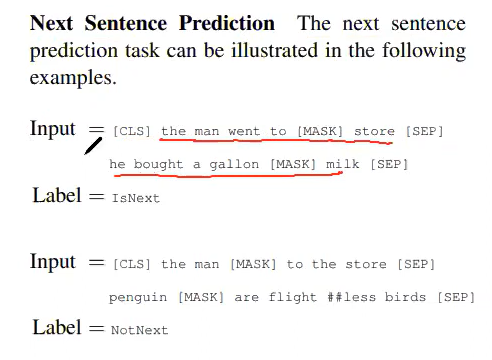 Next Sentence Prediction The next sentence
prediction task can be illustrated in the following
examples.
Input = [CLS] the man went to [MASK] store [SEP]
he bought a gallon [MASK] milk [SEP]
Label = IsNext
Input = [CLS] the man [MASK] to the store [SEP]
penguin [MASK] are flight ##less birds [SEP]
Label = NotNext